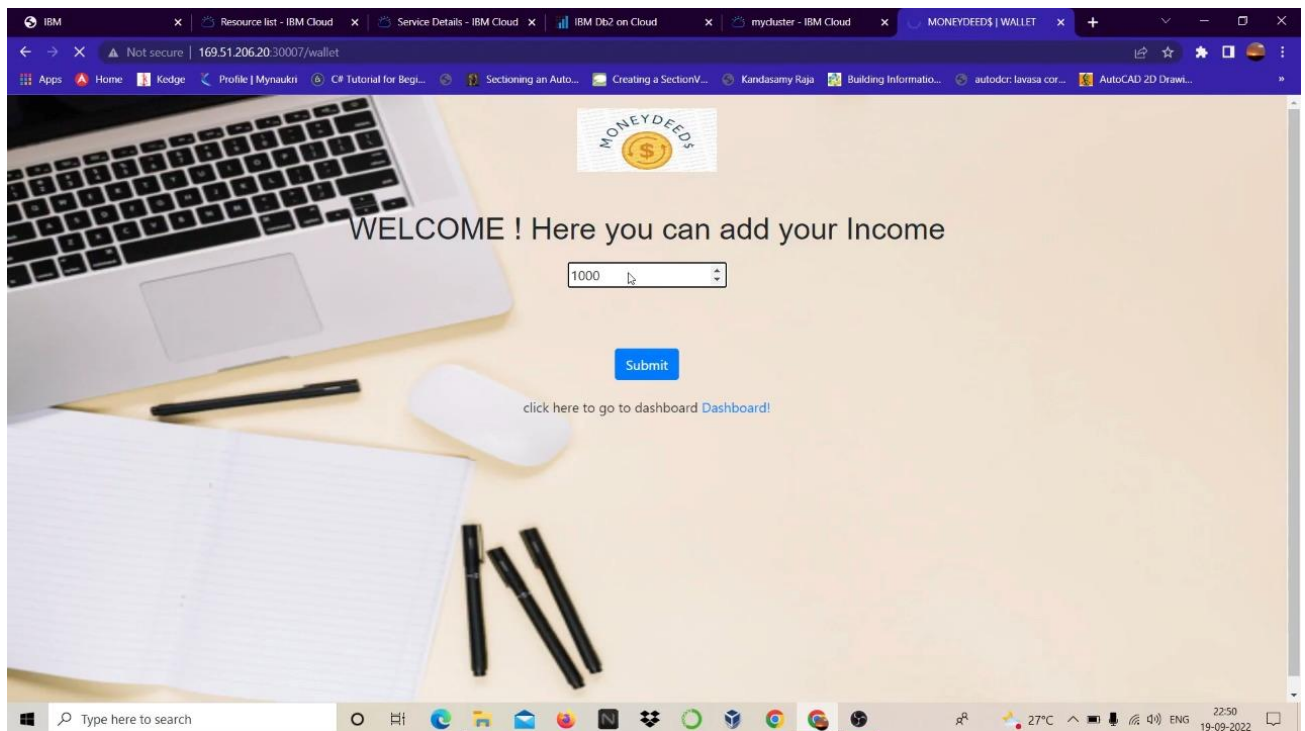 IBM
Resource list - IBM Cloud
Service Details - IBM Cloud
IBM Db2 on Cloud
mycluster - IBM Cloud
MONEYDEED$ | WALLET
Not secure | 169.51.206.20:30007/wallet
Apps
Home
Kedge
Profile | Mynaukri
C# Tutorial for Begi...
Sectioning an Auto...
Creating a SectionV...
Kandasamy Raja
Building Informatio...
autodcr: lavasa cor...
AutoCAD 2D Drawi...
»
MONEYDEED$
$
WELCOME ! Here you can add your Income
1000
Submit
click here to go to dashboard Dashboard!
Type here to search
27°C
ENG
22:50
19-09-2022